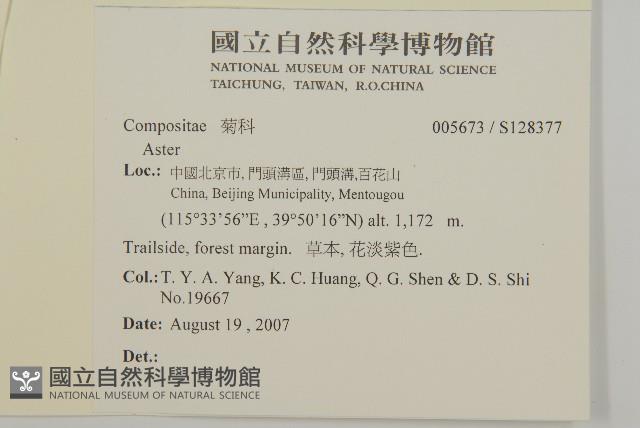 國立自然科學博物館
NATIONAL MUSEUM OF NATURAL SCIENCE
TAICHUNG, TAIWAN, R.O.CHINA
Compositae 菊科 005673 / S128377
Aster
Loc.: 中國北京市, 門頭溝區, 門頭溝,百花山
China, Beijing Municipality, Mentougou
(115°33’56”E , 39°50’16”N) alt. 1,172 m.
Trailside, forest margin. 草本, 花淡紫色.
Col.: T. Y. A. Yang, K. C. Huang, Q. G. Shen & D. S. Shi
No.19667
Date: August 19 , 2007
Det.:
國立自然科學博物館
NATIONAL MUSEUM OF NATURAL SCIENCE